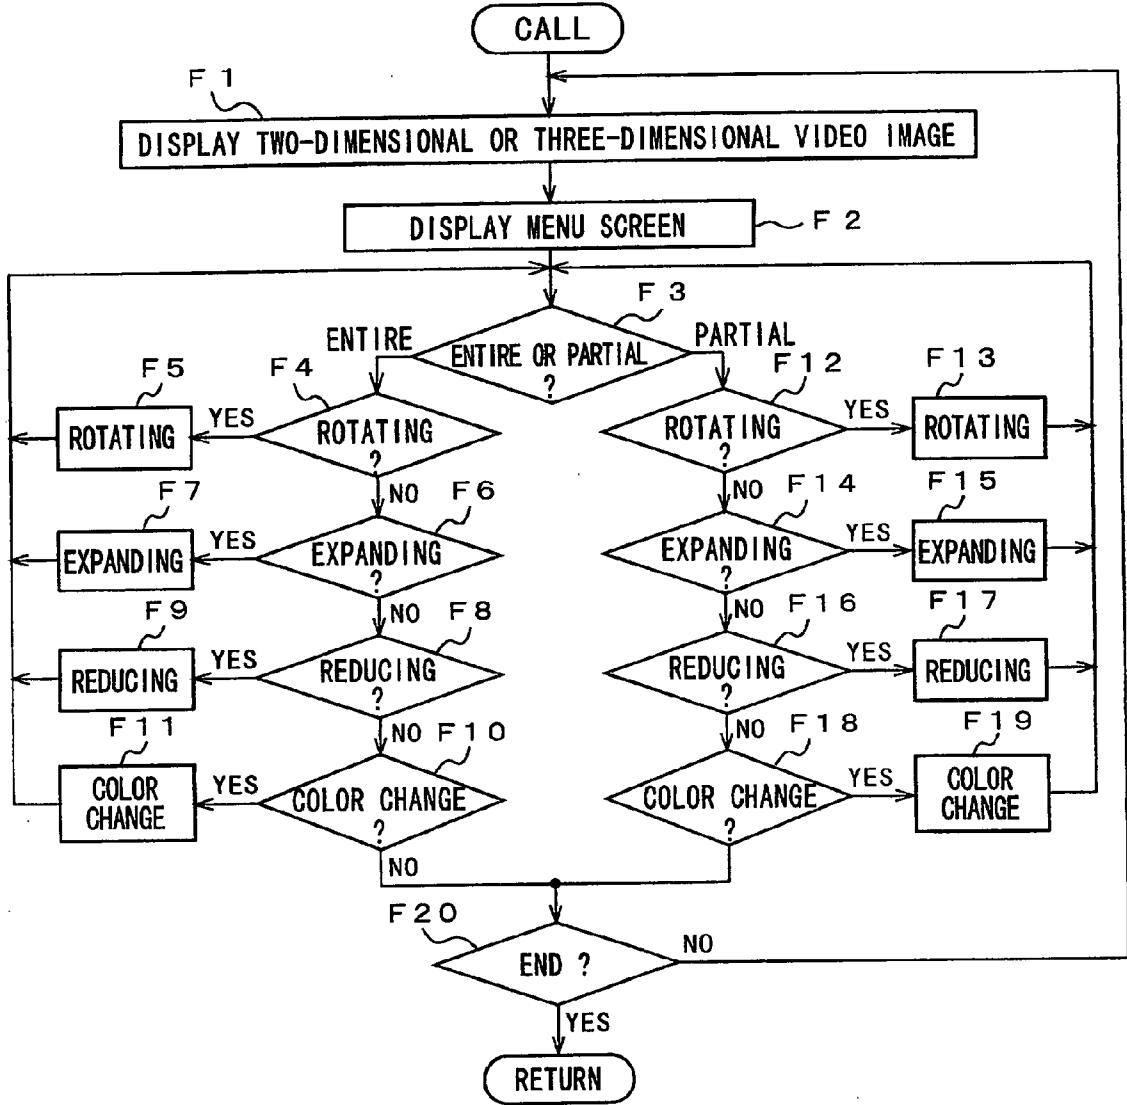 CALL
F1
DISPLAY TWO-DIMENSIONAL OR THREE-DIMENSIONAL VIDEO IMAGE
DISPLAY MENU SCREEN
F2
F3
ENTIRE
PARTIAL
ENTIRE OR PARTIAL
?
F5
F4
F12
F13
ROTATING
YES
ROTATING
?
ROTATING
?
YES
ROTATING
NO
NO
F7
F6
F14
F15
EXPANDING
YES
EXPANDING
?
EXPANDING
?
YES
EXPANDING
NO
NO
F9
F8
F16
F17
REDUCING
YES
REDUCING
?
REDUCING
?
YES
REDUCING
NO
NO
F11
F10
F18
F19
COLOR
CHANGE
YES
COLOR CHANGE
?
COLOR CHANGE
?
YES
COLOR
CHANGE
NO
F20
END ?
NO
YES
RETURN